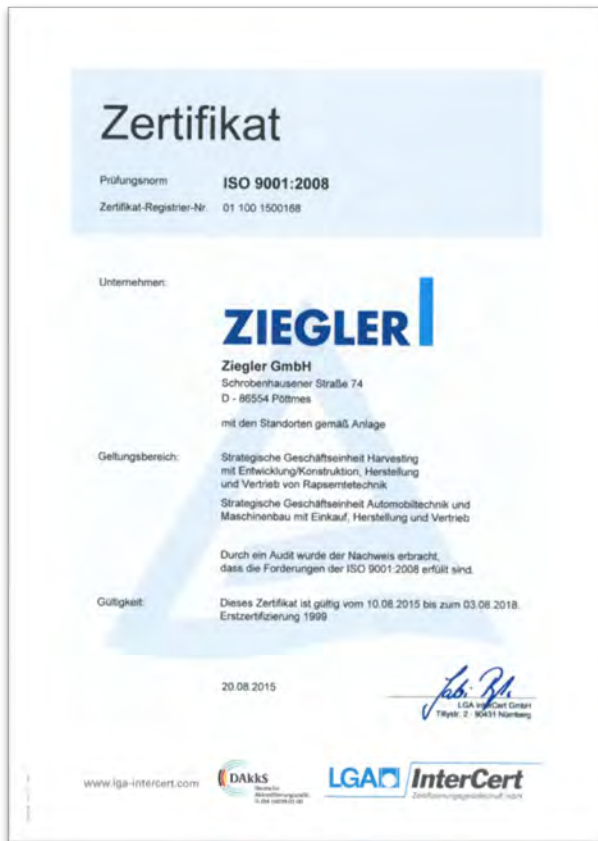 Zertifikat
Prüfungsnorm ISO 9001:2008
Zertifikat-Registrier-Nr. 01 100 1500168
Unternehmen:
ZIEGLER
Ziegler GmbH
Schrobenhausener Straße 74
D - 86554 Pöttmes
mit den Standorten gemäß Anlage
Geltungsbereich: Strategische Geschäftseinheit Harvesting
mit Entwicklung/Konstruktion, Herstellung
und Vertrieb von Rapserntetechnik
Strategische Geschäftseinheit Automobiltechnik und
Maschinenbau mit Einkauf, Herstellung und Vertrieb
Durch ein Audit wurde der Nachweis erbracht,
dass die Forderungen der ISO 9001:2008 erfüllt sind.
Gültigkeit: Dieses Zertifikat ist gültig vom 10.08.2015 bis zum 03.08.2018.
Erstzertifizierung 1999
20.08.2015
LGA InterCert GmbH
Tillystr. 2 - 90431 Nürnberg
www.lga-intercert.com
DAkkS
Deutsche
Akkreditierungsstelle
LGA InterCert
Zertifizierungsgesellschaft mbH